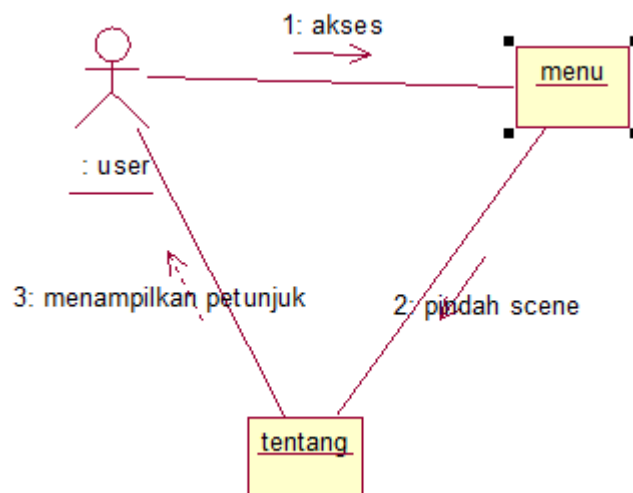 1: akses
menu
: user
3: menampilkan petunjuk
2: pindah scene
tentang